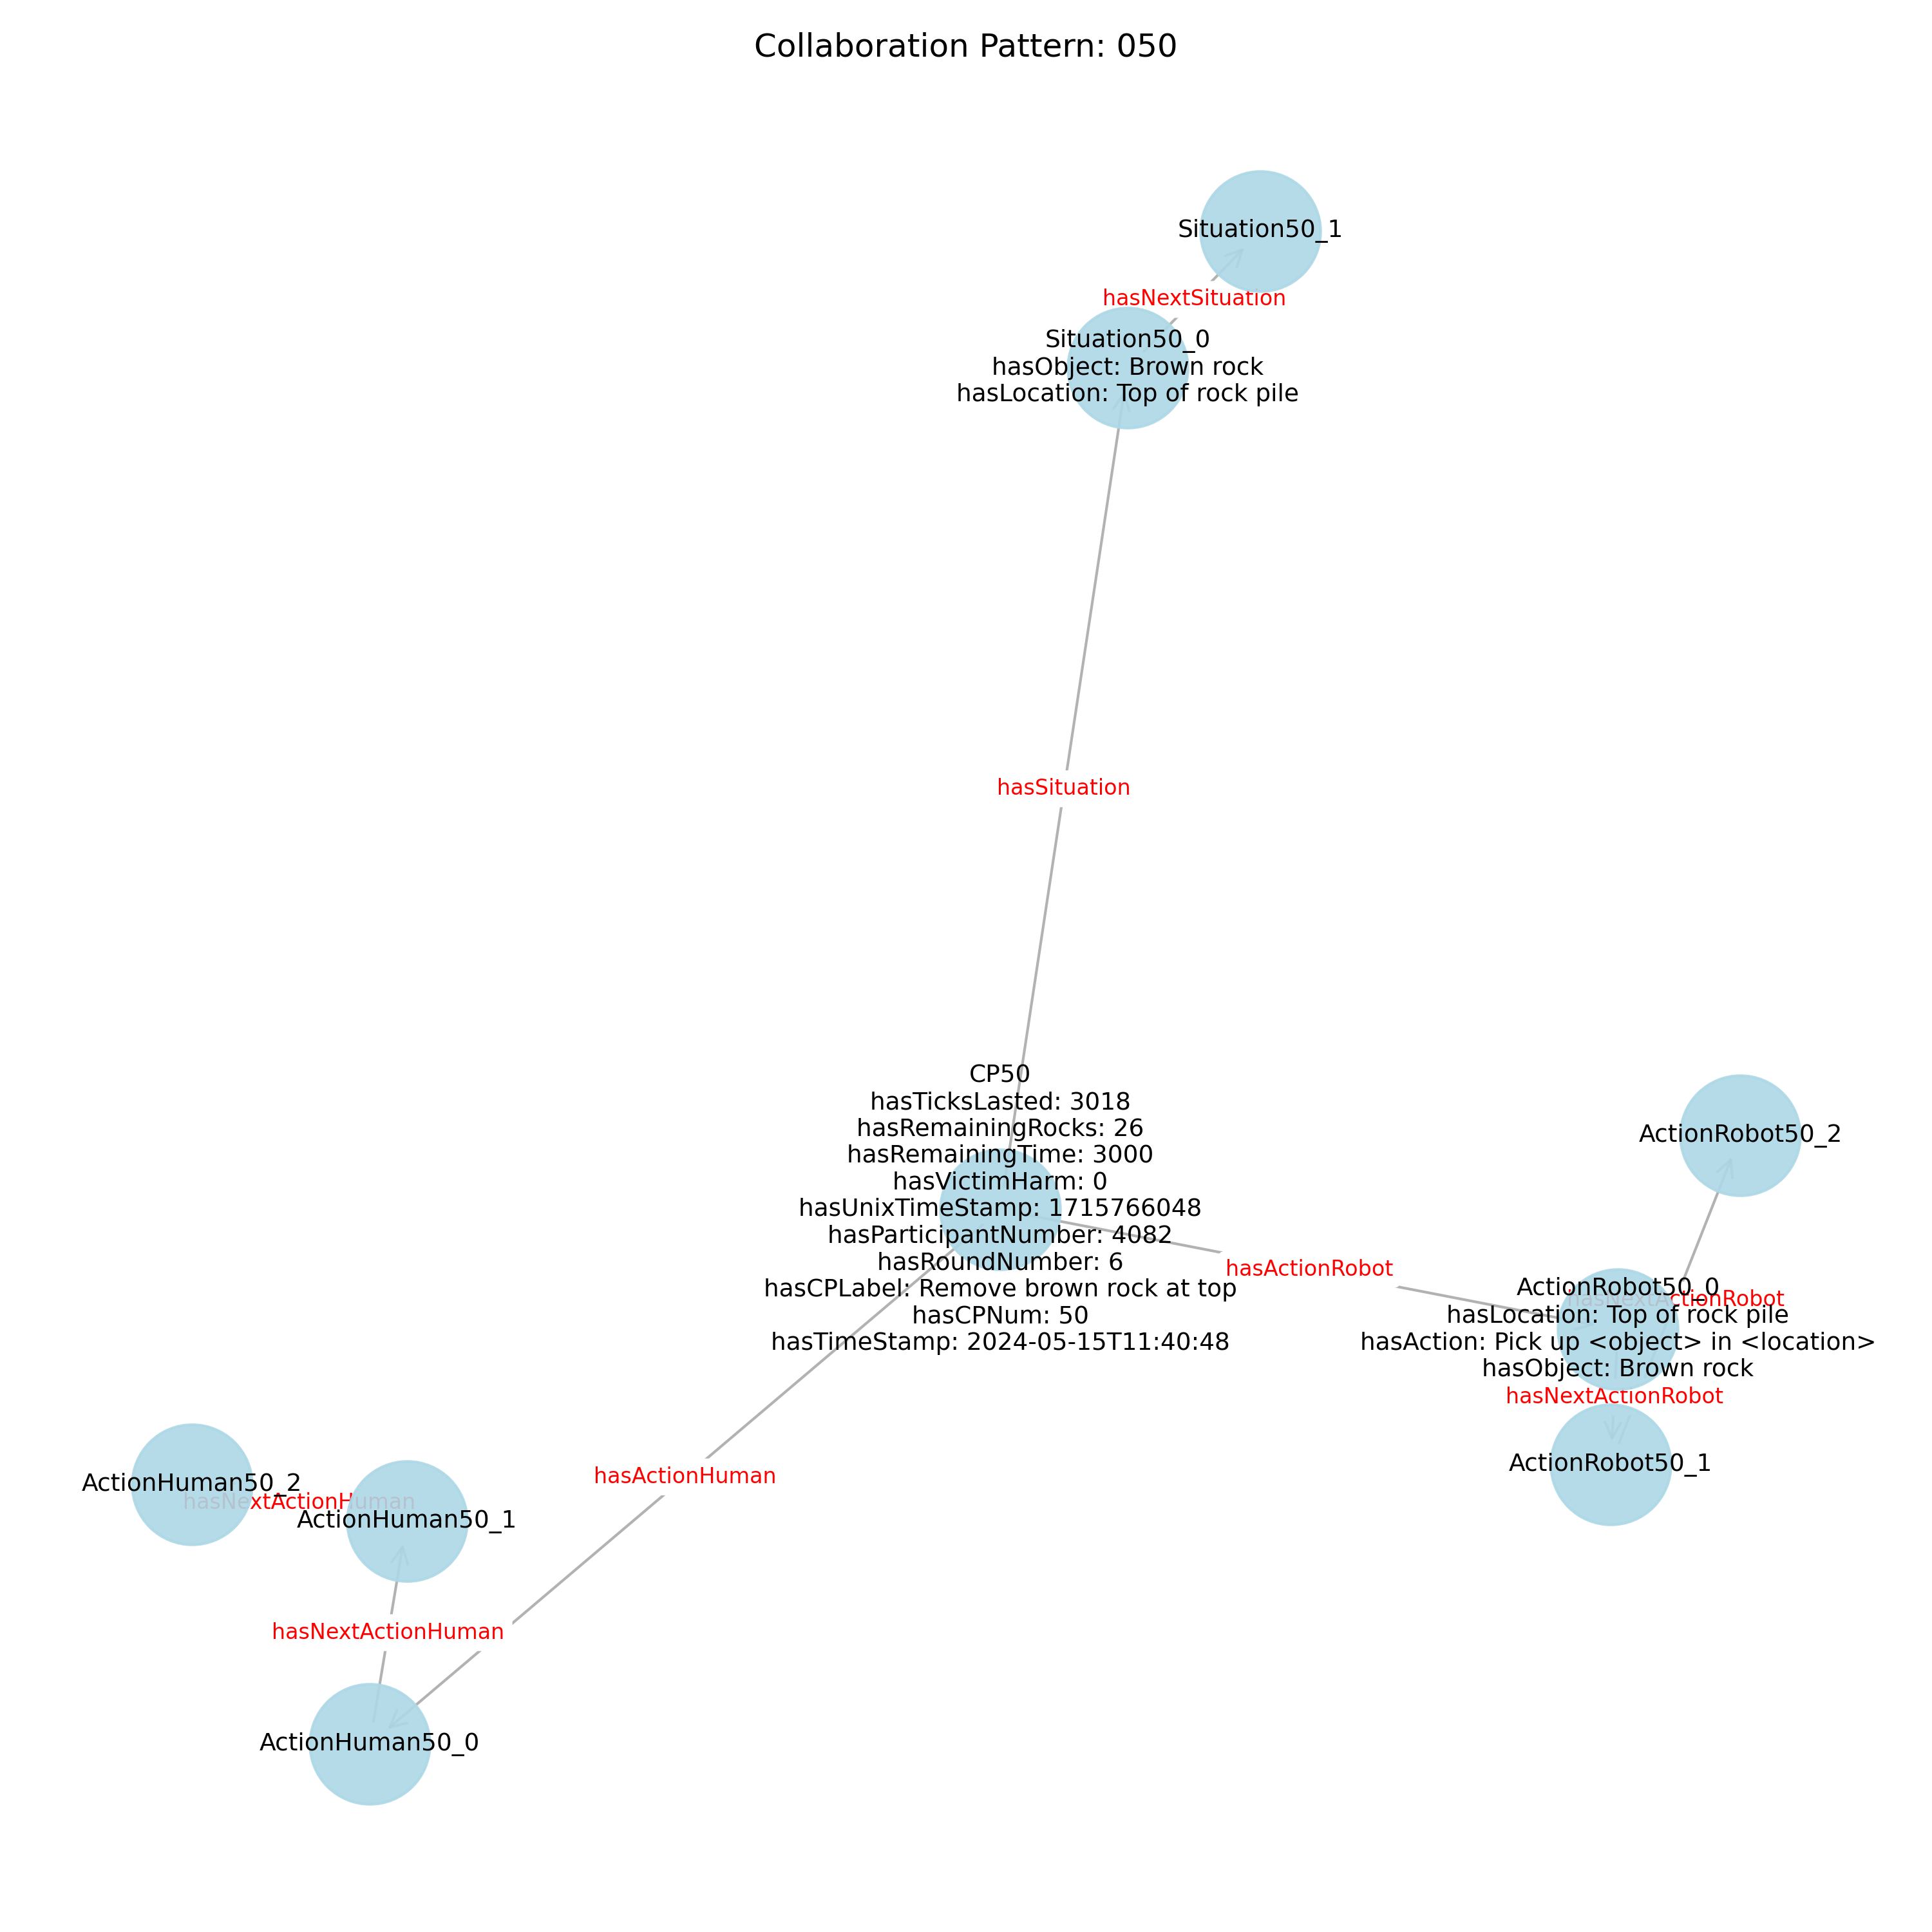 Collaboration Pattern: 050
Situation50_1
hasNextSituation
Situation50_0
hasObject: Brown rock
hasLocation: Top of rock pile
hasSituation
CP50
hasTicksLasted: 3018
hasRemainingRocks: 26
hasRemainingTime: 3000
hasVictimHarm: 0
hasUnixTimeStamp: 1715766048
hasParticipantNumber: 4082
hasRoundNumber: 6
hasCPLabel: Remove brown rock at top
hasCPNum: 50
hasTimeStamp: 2024-05-15T11:40:48
ActionRobot50_2
hasActionRobot
hasNextActionRobot
ActionRobot50_0
hasLocation: Top of rock pile
hasAction: Pick up <object> in <location>
hasObject: Brown rock
hasNextActionRobot
ActionRobot50_1
hasActionHuman
ActionHuman50_2
hasNextActionHuman
ActionHuman50_1
hasNextActionHuman
ActionHuman50_0